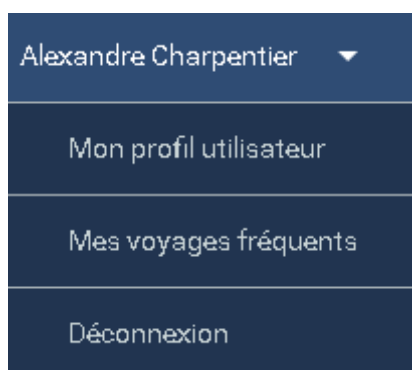 Alexandre Charpentier
Mon profil utilisateur
Mes voyages fréquents
Déconnexion